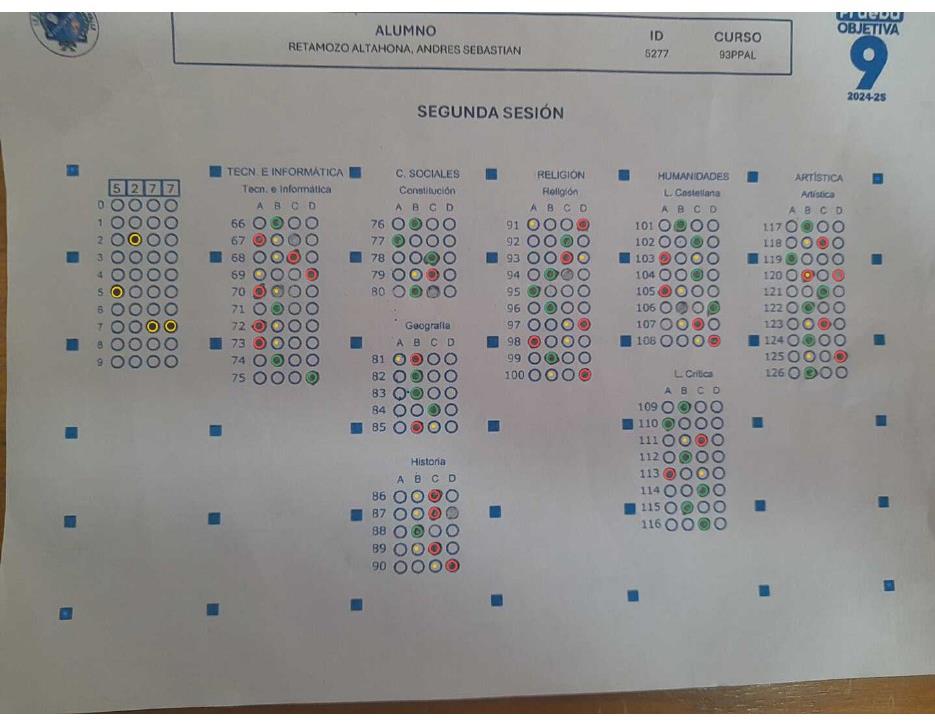 ALUMNO
RETAMOZO ALTAHONA, ANDRES SEBASTIAN
ID
5277
CURSO
93PPAL
Prueba
OBJETIVA
9
2024-25
SEGUNDA SESIÓN
5 2 7 7
0
1
2
3
4
5
6
7
8
9
TECN. E INFORMÁTICA
Tecn. e Informática
A B C D
66
67
68
69
70
71
72
73
74
75
C. SOCIALES
Constitución
A B C D
76
77
78
79
80
Geografía
A B C D
81
82
83
84
85
Historia
A B C D
86
87
88
89
90
RELIGIÓN
Religión
A B C D
91
92
93
94
95
96
97
98
99
100
HUMANIDADES
L. Castellana
A B C D
101
102
103
104
105
106
107
108
L. Crítica
A B C D
109
110
111
112
113
114
115
116
ARTÍSTICA
Artística
A B C D
117
118
119
120
121
122
123
124
125
126